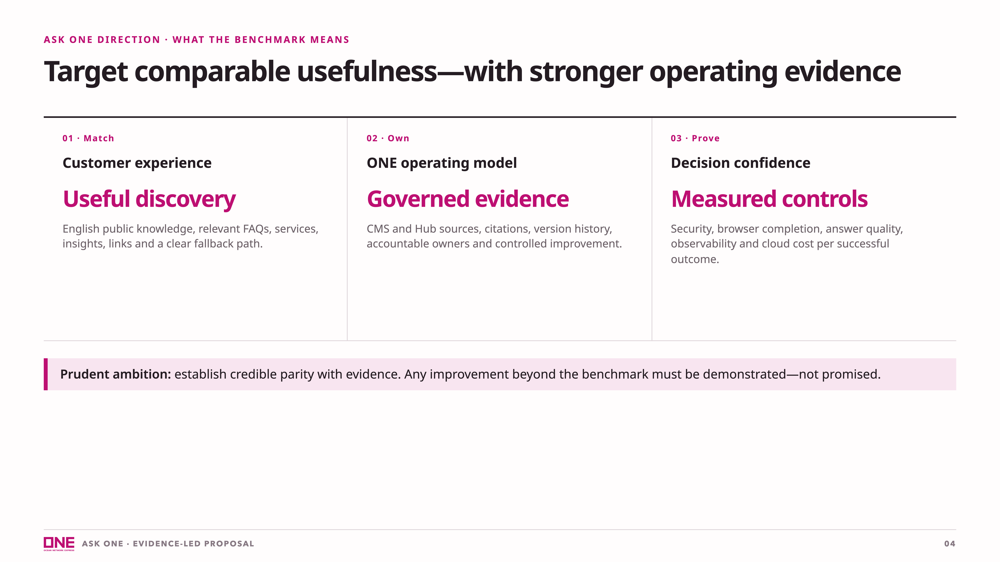 ASK ONE DIRECTION · WHAT THE BENCHMARK MEANS
Target comparable usefulness—with stronger operating evidence
01 · Match
Customer experience
Useful discovery
English public knowledge, relevant FAQs, services,
insights, links and a clear fallback path.
02 · Own
ONE operating model
Governed evidence
CMS and Hub sources, citations, version history,
accountable owners and controlled improvement.
03 · Prove
Decision confidence
Measured controls
Security, browser completion, answer quality,
observability and cloud cost per successful
outcome.
Prudent ambition: establish credible parity with evidence. Any improvement beyond the benchmark must be demonstrated—not promised.
ONE
OCEAN NETWORK EXPRESS
ASK ONE · EVIDENCE-LED PROPOSAL
04